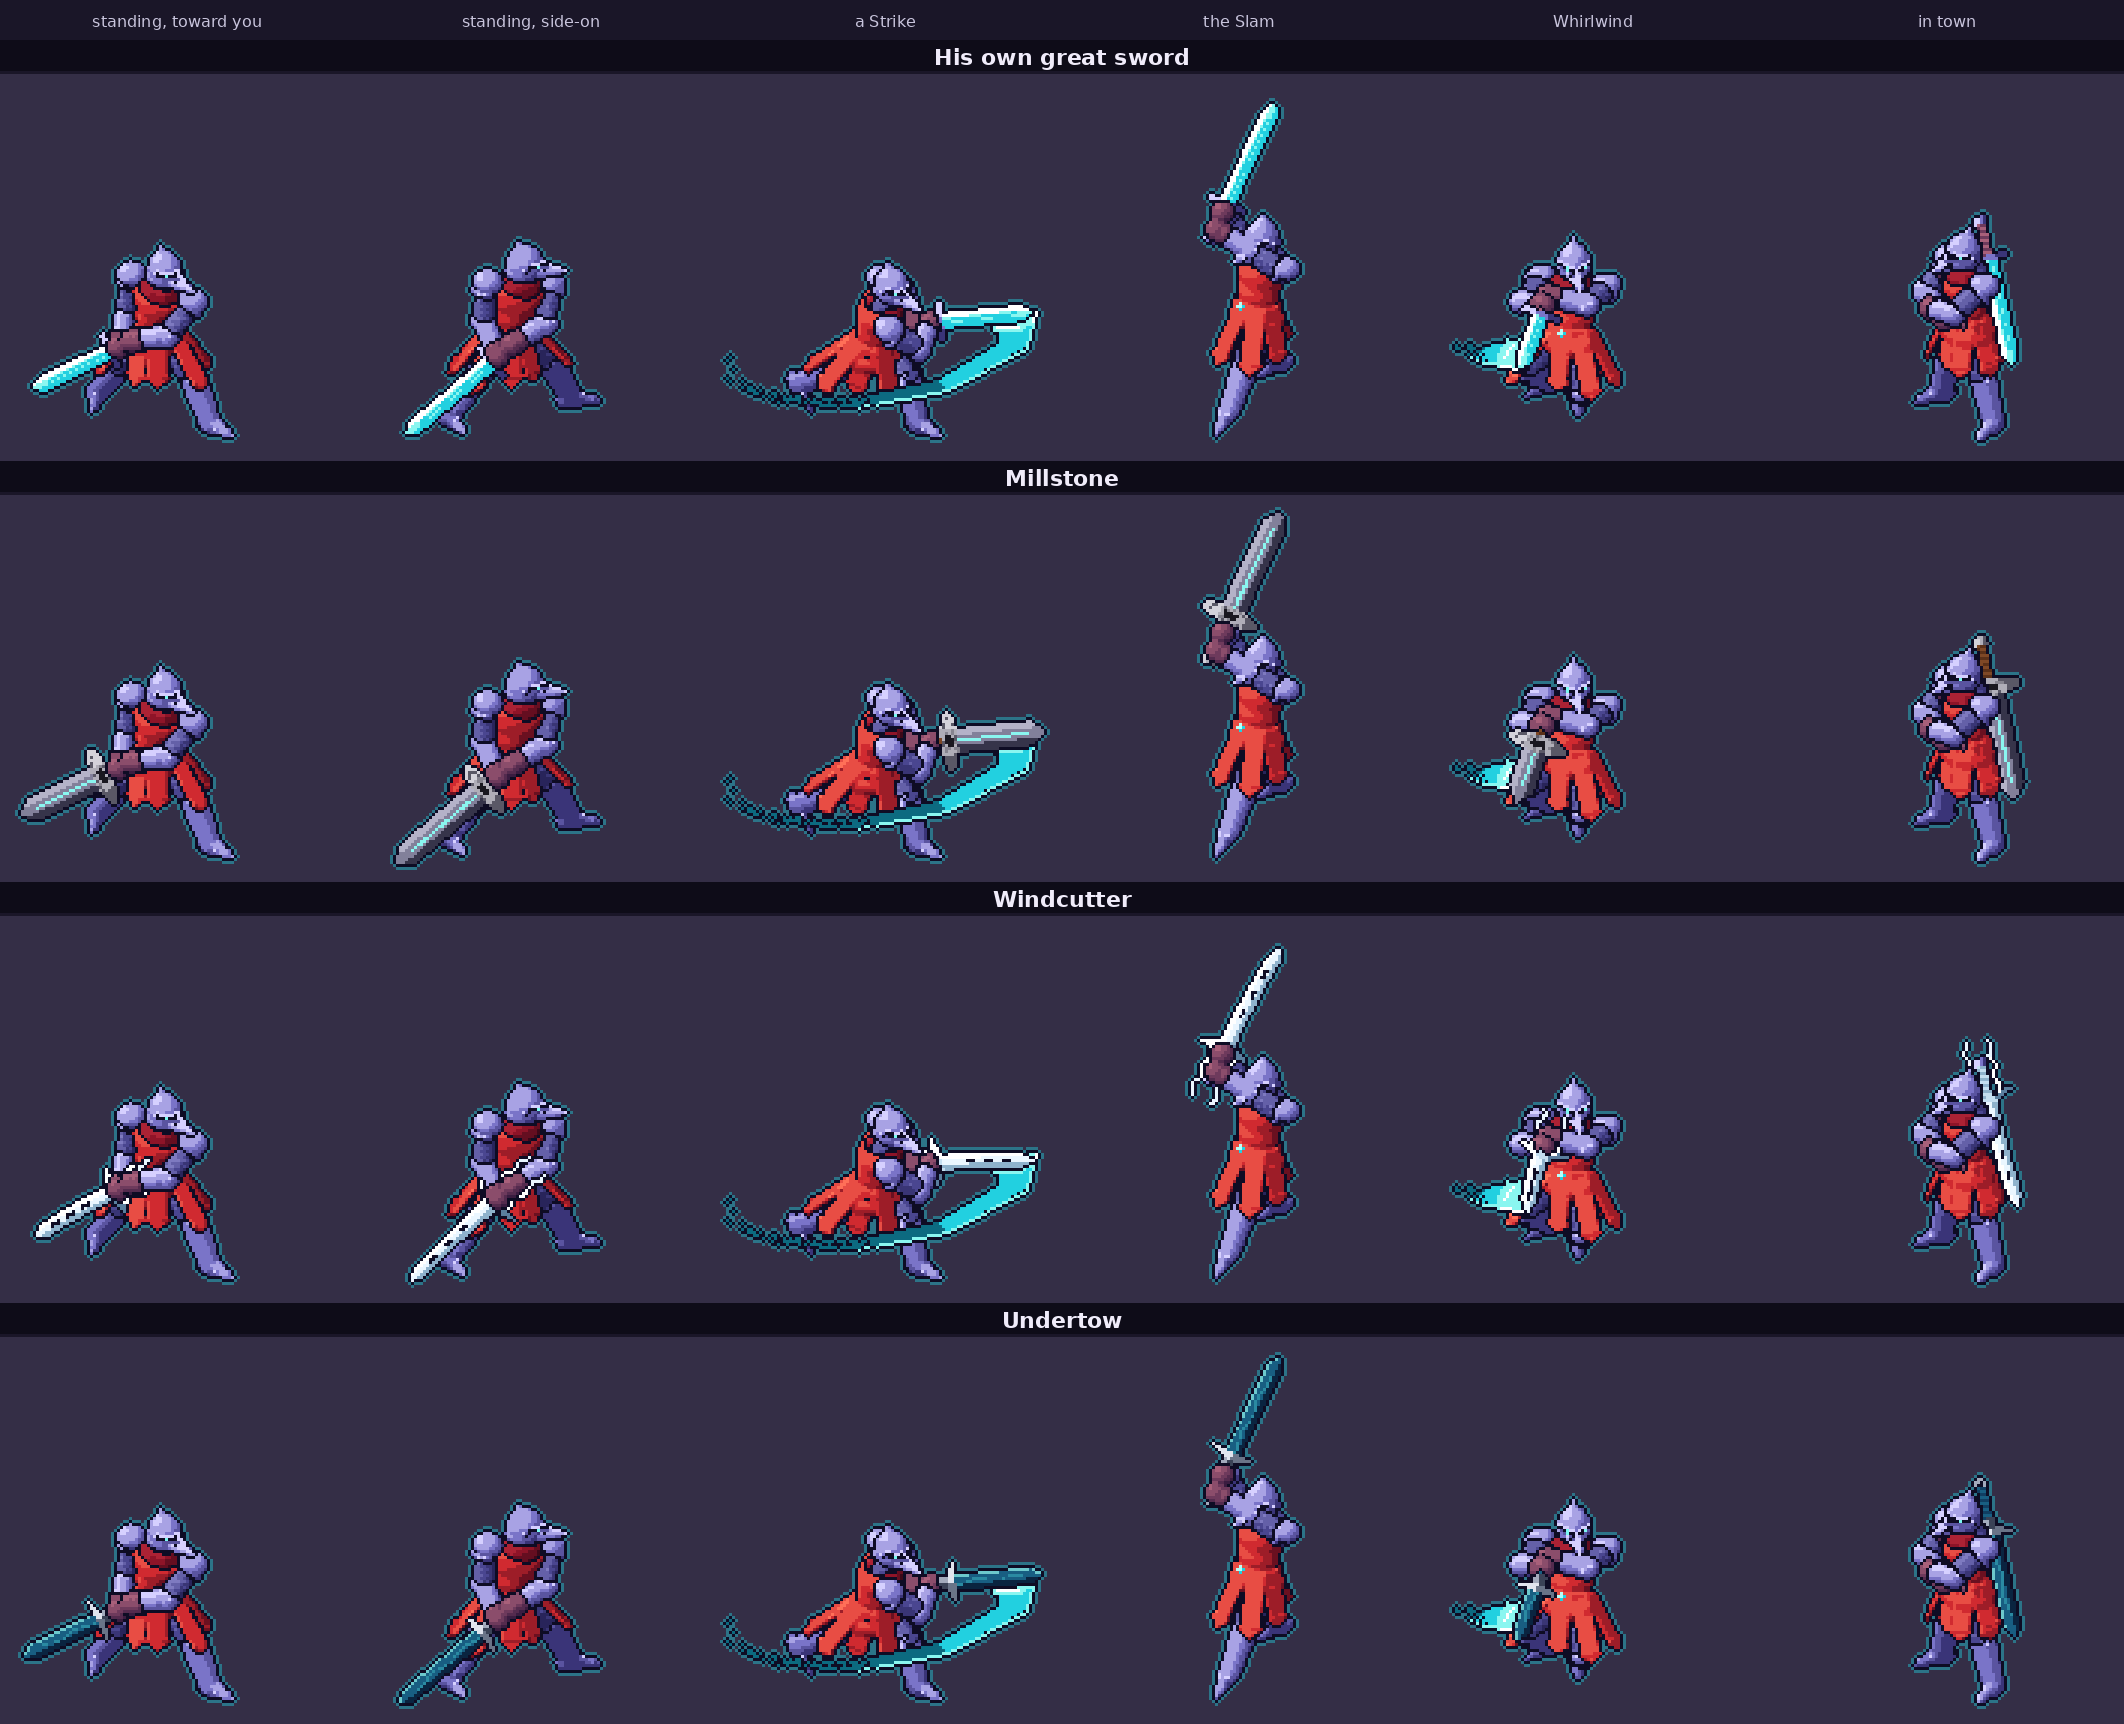 standing, toward you standing, side-on a Strike the Slam Whirlwind in town
His own great sword
Millstone
Windcutter
Undertow